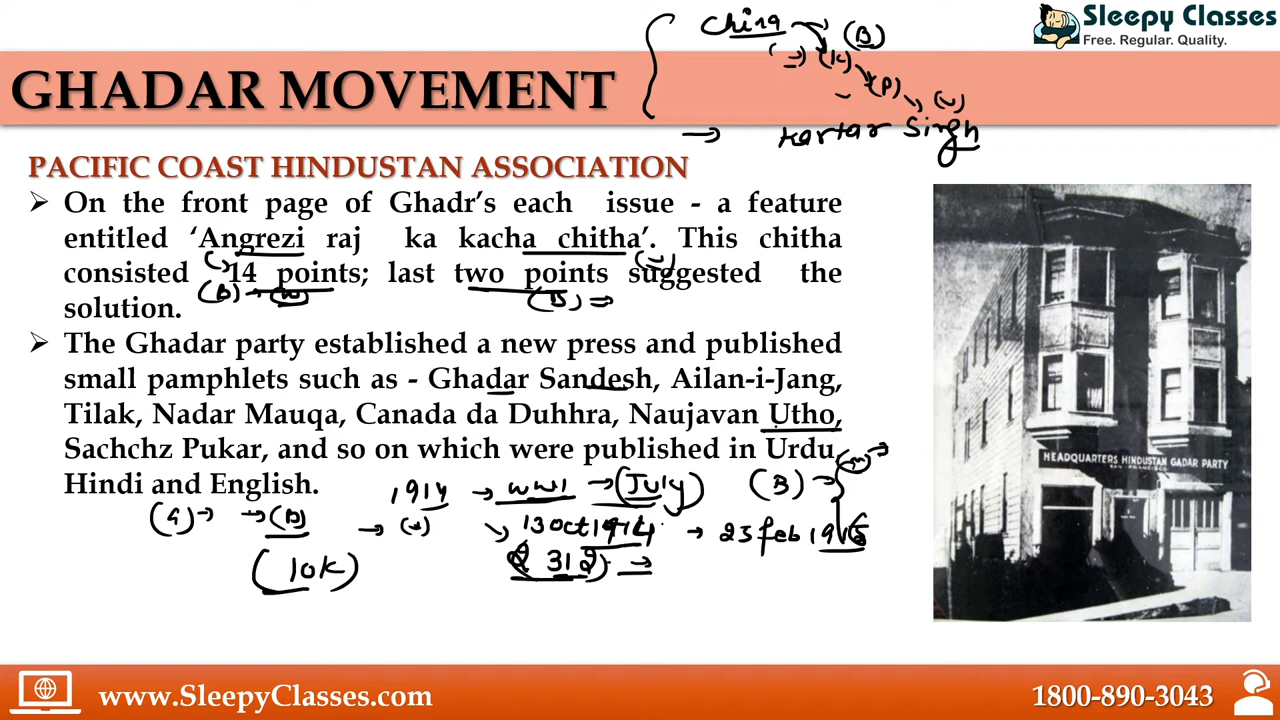 China → (B)
Sleepy Classes
Free. Regular. Quality.
(K)
(P)
GHADAR MOVEMENT
→ Kartar Singh
PACIFIC COAST HINDUSTAN ASSOCIATION
➢ On the front page of Ghadr's each issue - a feature
entitled 'Angrezi raj ka kacha chitha'. This chitha
consisted 14 points; last two points suggested the
solution.
(B) →
(B) ⇒
➢ The Ghadar party established a new press and published
small pamphlets such as - Ghadar Sandesh, Ailan-i-Jang,
Tilak, Nadar Mauqa, Canada da Duhhra, Naujavan Utho,
Sachchz Pukar, and so on which were published in Urdu,
Hindi and English.
HEADQUARTERS HINDUSTAN GADAR PARTY
SAN FRANCISCO
1914 → WW1 → (July) (B) →
(G) → → (D) → 13 Oct 1914 → 23 feb 1915
(10K) 312 →
www.SleepyClasses.com
1800-890-3043